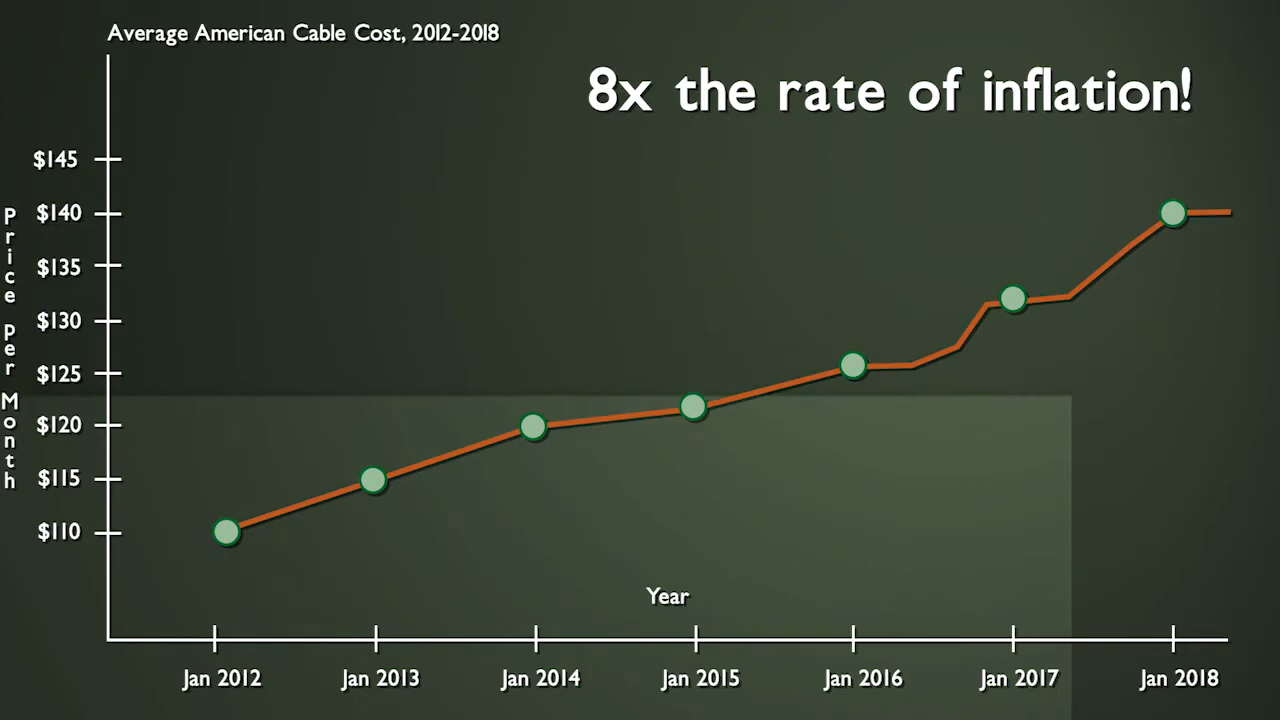 Average American Cable Cost, 2012-2018
8x the rate of inflation!
$145
$140
$135
$130
$125
$120
$115
$110
Price per Month
Year
Jan 2012
Jan 2013
Jan 2014
Jan 2015
Jan 2016
Jan 2017
Jan 2018